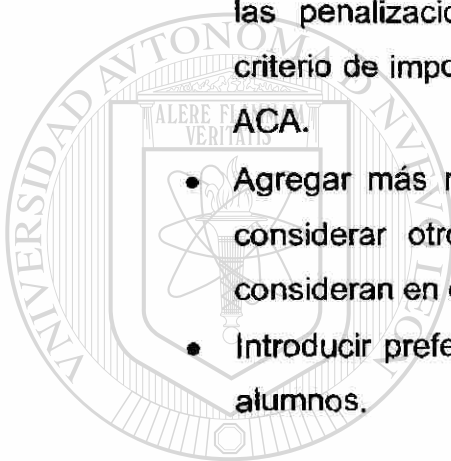 las penalizacio
criterio de impo
ACA.
• Agregar más r
considerar otro
consideran en
• Introducir prefe
alumnos.
ALERE FLAMMAM
VERITATIS